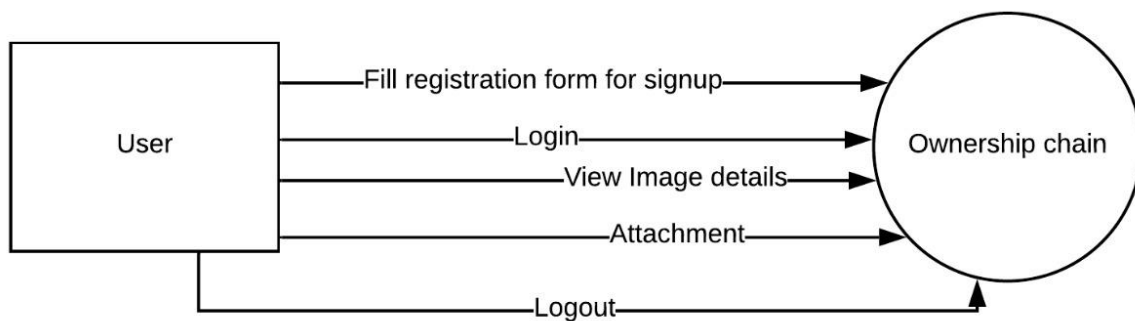 Fill registration form for signup
User
Login
Ownership chain
View Image details
Attachment
Logout